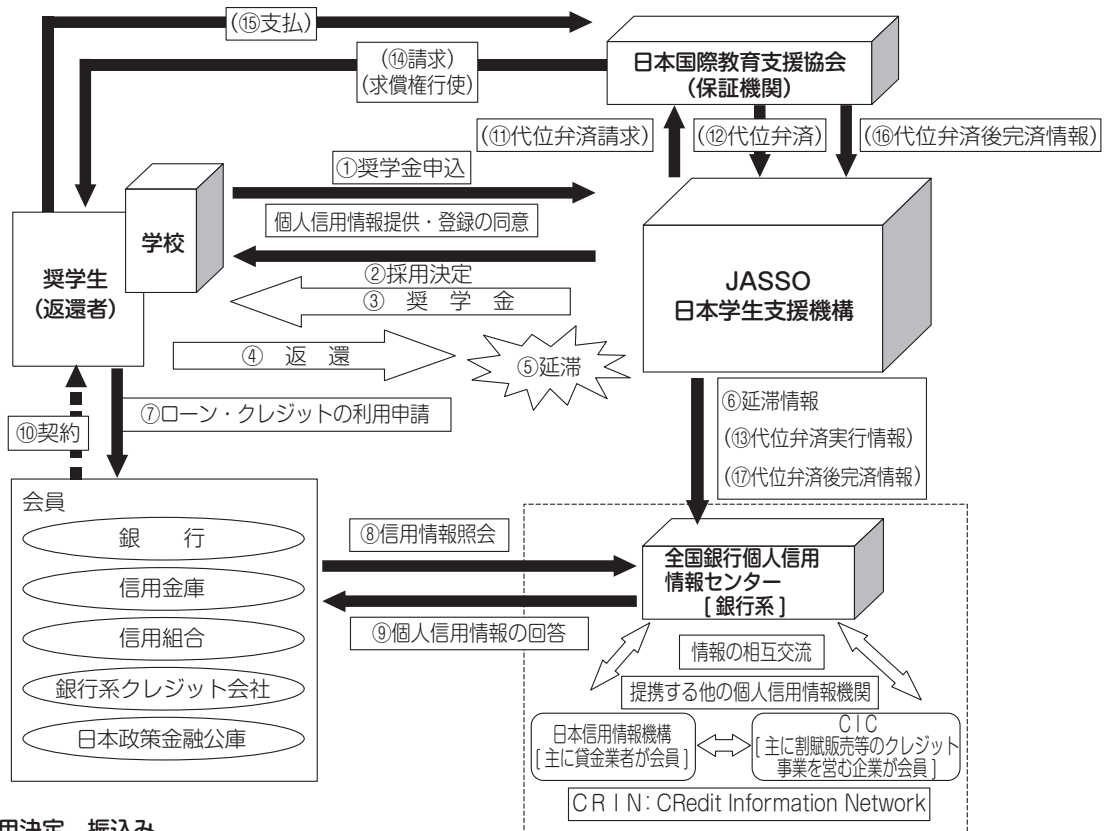 (⑮支払)
(⑭請求)
(求償権行使)
日本国際教育支援協会
(保証機関)
(⑪代位弁済請求)
(⑫代位弁済)
(⑯代位弁済後完済情報)
①奨学金申込
個人信用情報提供・登録の同意
学校
奨学生
(返還者)
②採用決定
③ 奨 学 金
JASSO
日本学生支援機構
④ 返 還
⑤延滞
⑥延滞情報
(⑬代位弁済実行情報)
(⑰代位弁済後完済情報)
⑦ローン・クレジットの利用申請
⑩契約
会員
銀 行
信用金庫
信用組合
銀行系クレジット会社
日本政策金融公庫
⑧信用情報照会
⑨個人信用情報の回答
全国銀行個人信用
情報センター
[ 銀行系 ]
情報の相互交流
提携する他の個人信用情報機関
日本信用情報機構
[ 主に貸金業者が会員 ]
CIC
[ 主に割賦販売等のクレジット
事業を営む企業が会員 ]
CRIN: CRedit Information Network